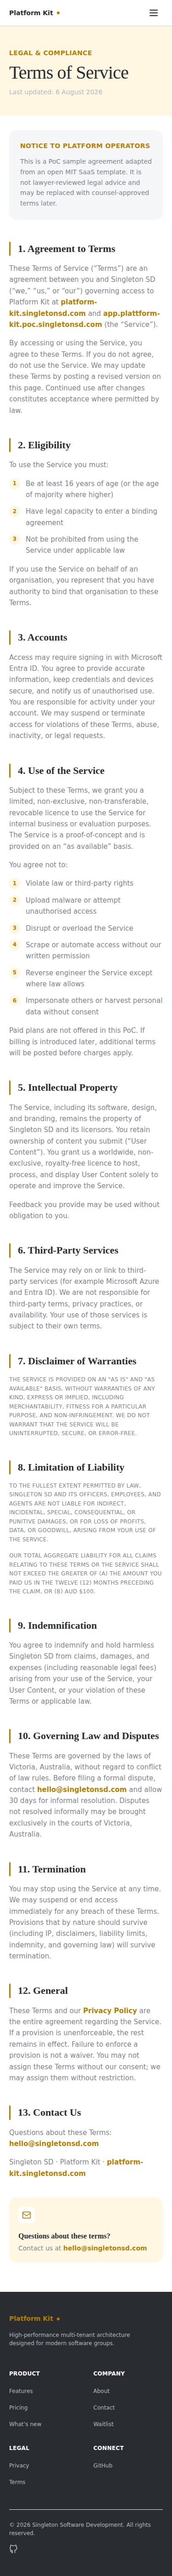 Platform Kit
LEGAL & COMPLIANCE
Terms of Service
Last updated: 6 August 2026
NOTICE TO PLATFORM OPERATORS
This is a PoC sample agreement adapted
from an open MIT SaaS template. It is
not lawyer-reviewed legal advice and
may be replaced with counsel-approved
terms later.
1. Agreement to Terms
These Terms of Service (“Terms”) are an
agreement between you and Singleton SD
(“we,” “us,” or “our”) governing access to
Platform Kit at platform-
kit.singletonsd.com and app.plattform-
kit.poc.singletonsd.com (the “Service”).
By accessing or using the Service, you
agree to these Terms. If you do not agree,
do not use the Service. We may update
these Terms by posting a revised version on
this page. Continued use after changes
constitutes acceptance where permitted by
law.
2. Eligibility
To use the Service you must:
1 Be at least 16 years of age (or the age
of majority where higher)
2 Have legal capacity to enter a binding
agreement
3 Not be prohibited from using the
Service under applicable law
If you use the Service on behalf of an
organisation, you represent that you have
authority to bind that organisation to these
Terms.
3. Accounts
Access may require signing in with Microsoft
Entra ID. You agree to provide accurate
information, keep credentials and devices
secure, and notify us of unauthorised use.
You are responsible for activity under your
account. We may suspend or terminate
access for violations of these Terms, abuse,
inactivity, or legal requests.
4. Use of the Service
Subject to these Terms, we grant you a
limited, non-exclusive, non-transferable,
revocable licence to use the Service for
internal business or evaluation purposes.
The Service is a proof-of-concept and is
provided on an “as available” basis.
You agree not to:
1 Violate law or third-party rights
2 Upload malware or attempt
unauthorised access
3 Disrupt or overload the Service
4 Scrape or automate access without our
written permission
5 Reverse engineer the Service except
where law allows
6 Impersonate others or harvest personal
data without consent
Paid plans are not offered in this PoC. If
billing is introduced later, additional terms
will be posted before charges apply.
5. Intellectual Property
The Service, including its software, design,
and branding, remains the property of
Singleton SD and its licensors. You retain
ownership of content you submit (“User
Content”). You grant us a worldwide, non-
exclusive, royalty-free licence to host,
process, and display User Content solely to
operate and improve the Service.
Feedback you provide may be used without
obligation to you.
6. Third-Party Services
The Service may rely on or link to third-
party services (for example Microsoft Azure
and Entra ID). We are not responsible for
third-party terms, privacy practices, or
availability. Your use of those services is
subject to their own terms.
7. Disclaimer of Warranties
THE SERVICE IS PROVIDED ON AN "AS IS" AND "AS
AVAILABLE" BASIS, WITHOUT WARRANTIES OF ANY
KIND, EXPRESS OR IMPLIED, INCLUDING
MERCHANTABILITY, FITNESS FOR A PARTICULAR
PURPOSE, AND NON-INFRINGEMENT. WE DO NOT
WARRANT THAT THE SERVICE WILL BE
UNINTERRUPTED, SECURE, OR ERROR-FREE.
8. Limitation of Liability
TO THE FULLEST EXTENT PERMITTED BY LAW,
SINGLETON SD AND ITS OFFICERS, EMPLOYEES, AND
AGENTS ARE NOT LIABLE FOR INDIRECT,
INCIDENTAL, SPECIAL, CONSEQUENTIAL, OR
PUNITIVE DAMAGES, OR FOR LOSS OF PROFITS,
DATA, OR GOODWILL, ARISING FROM YOUR USE OF
THE SERVICE.
OUR TOTAL AGGREGATE LIABILITY FOR ALL CLAIMS
RELATING TO THESE TERMS OR THE SERVICE SHALL
NOT EXCEED THE GREATER OF (A) THE AMOUNT YOU
PAID US IN THE TWELVE (12) MONTHS PRECEDING
THE CLAIM, OR (B) AUD $100.
9. Indemnification
You agree to indemnify and hold harmless
Singleton SD from claims, damages, and
expenses (including reasonable legal fees)
arising from your use of the Service, your
User Content, or your violation of these
Terms or applicable law.
10. Governing Law and Disputes
These Terms are governed by the laws of
Victoria, Australia, without regard to conflict
of law rules. Before filing a formal dispute,
contact hello@singletonsd.com and allow
30 days for informal resolution. Disputes
not resolved informally may be brought
exclusively in the courts of Victoria,
Australia.
11. Termination
You may stop using the Service at any time.
We may suspend or end access
immediately for any breach of these Terms.
Provisions that by nature should survive
(including IP, disclaimers, liability limits,
indemnity, and governing law) will survive
termination.
12. General
These Terms and our Privacy Policy are
the entire agreement regarding the Service.
If a provision is unenforceable, the rest
remains in effect. Failure to enforce a
provision is not a waiver. You may not
assign these Terms without our consent; we
may assign them without restriction.
13. Contact Us
Questions about these Terms:
hello@singletonsd.com
Singleton SD · Platform Kit · platform-
kit.singletonsd.com
Questions about these terms?
Contact us at hello@singletonsd.com
Platform Kit
High-performance multi-tenant architecture
designed for modern software groups.
PRODUCT
Features
Pricing
What's new
COMPANY
About
Contact
Waitlist
LEGAL
Privacy
Terms
CONNECT
GitHub
© 2026 Singleton Software Development. All rights
reserved.